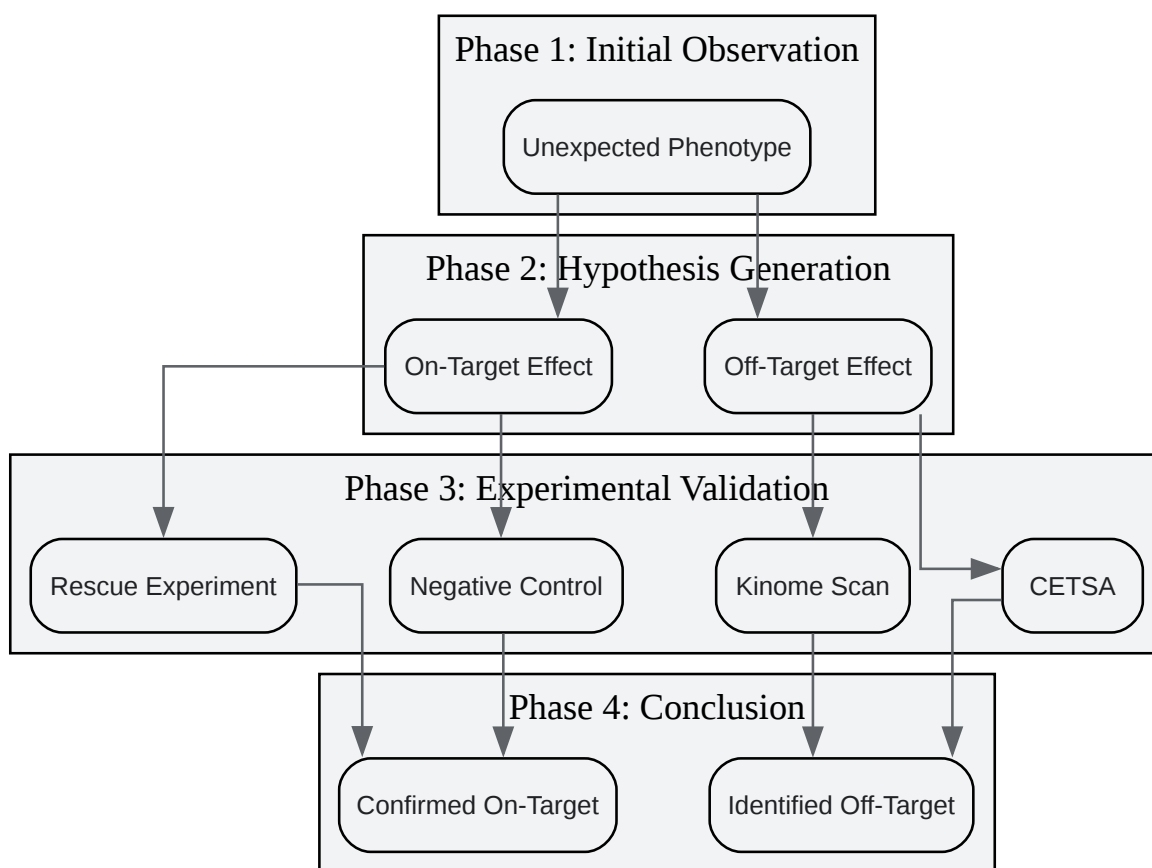 Phase 1: Initial Observation
Unexpected Phenotype
Phase 2: Hypothesis Generation
On-Target Effect
Off-Target Effect
Phase 3: Experimental Validation
Rescue Experiment
Negative Control
Kinome Scan
CETSA
Phase 4: Conclusion
Confirmed On-Target
Identified Off-Target